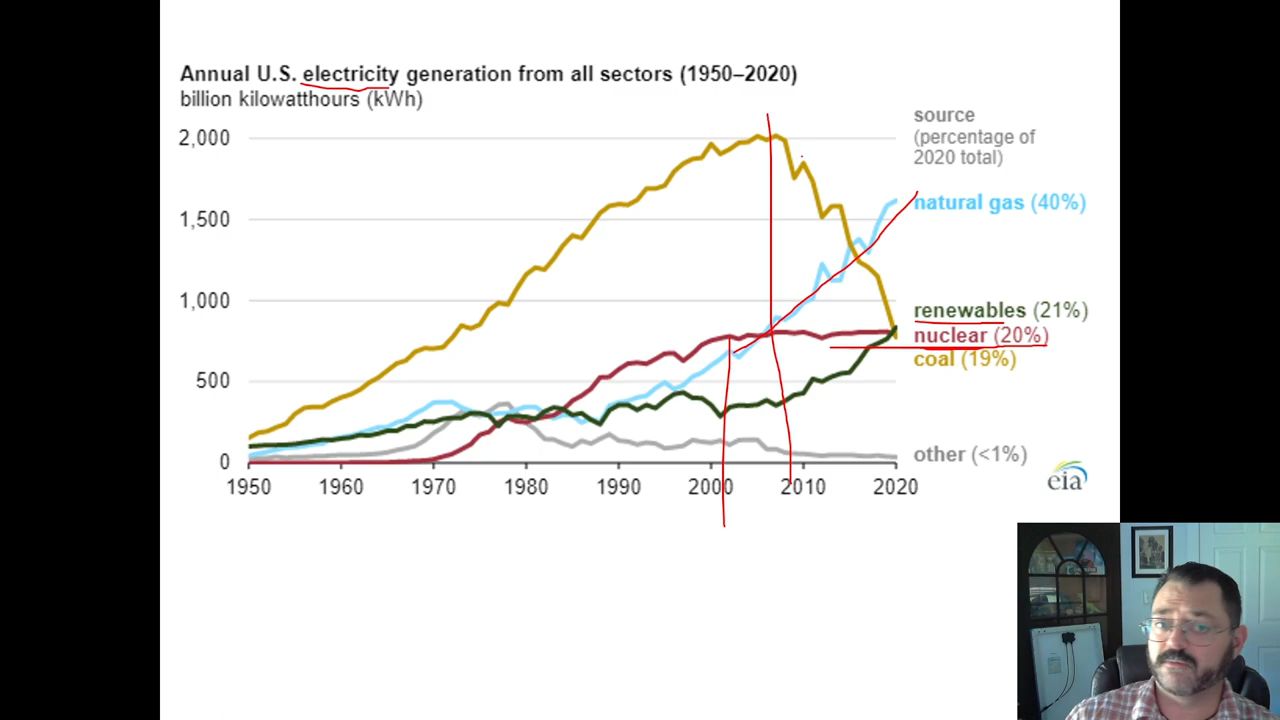 Annual U.S. electricity generation from all sectors (1950–2020)
billion kilowatthours (kWh)
source
(percentage of
2020 total)
2,000
natural gas (40%)
1,500
1,000
renewables (21%)
nuclear (20%)
coal (19%)
500
other (<1%)
0
1950 1960 1970 1980 1990 2000 2010 2020
eia